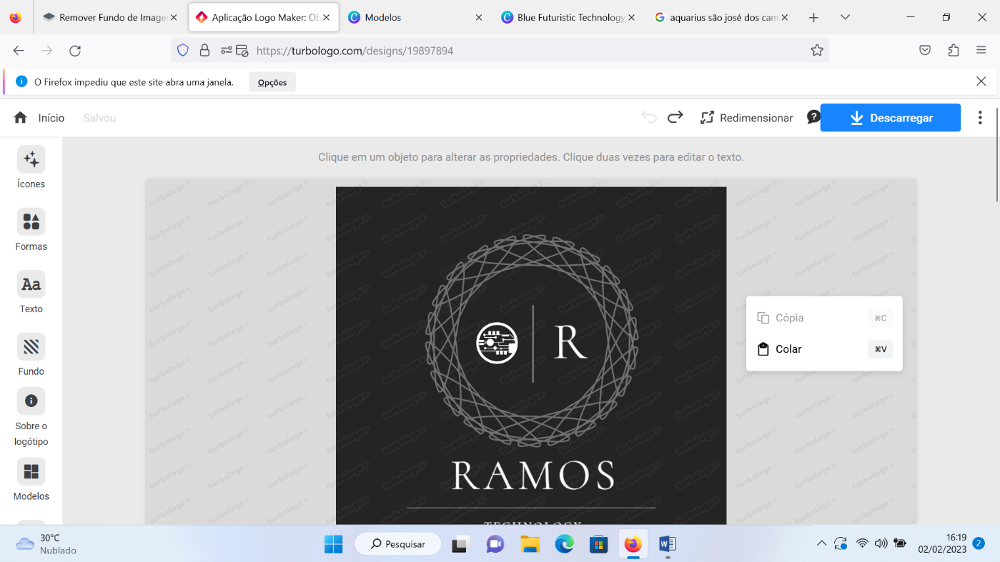 Remover Fundo de Image
Aplicação Logo Maker: Ob
Modelos
Blue Futuristic Technology
aquarius são josé dos cam
https://turbologo.com/designs/19897894
O Firefox impediu que este site abra uma janela.
Opções
Início
Salvou
Redimensionar
Descarregar
Clique em um objeto para alterar as propriedades. Clique duas vezes para editar o texto.
Ícones
Formas
Aa
Texto
Fundo
Sobre o
logótipo
Modelos
turbologo
R
RAMOS
TECHNOLOGY
Cópia
⌘C
Colar
⌘V
30°C
Nublado
Pesquisar
16:19
02/02/2023
2